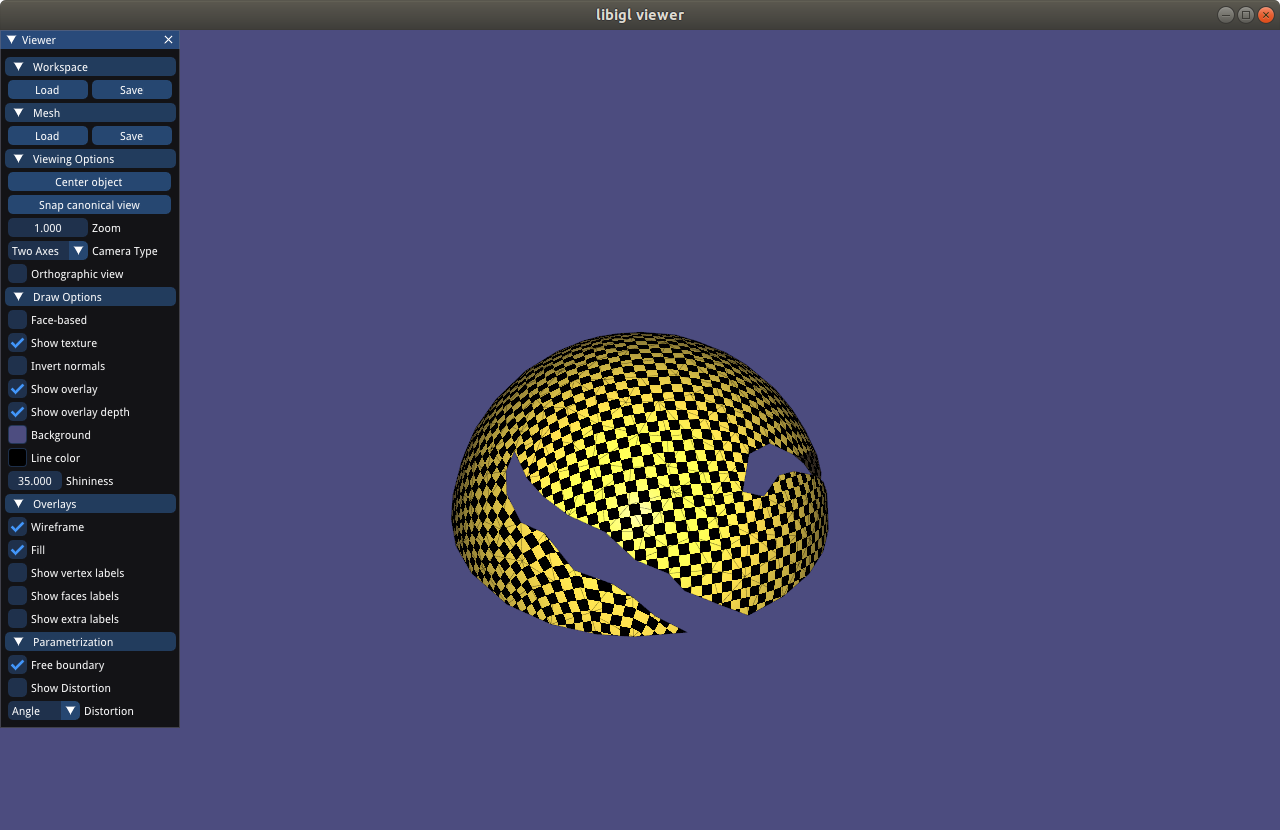 libigl viewer
Viewer
Workspace
Load Save
Mesh
Load Save
Viewing Options
Center object
Snap canonical view
1.000 Zoom
Two Axes Camera Type
Orthographic view
Draw Options
Face-based
Show texture
Invert normals
Show overlay
Show overlay depth
Background
Line color
35.000 Shininess
Overlays
Wireframe
Fill
Show vertex labels
Show faces labels
Show extra labels
Parametrization
Free boundary
Show Distortion
Angle Distortion